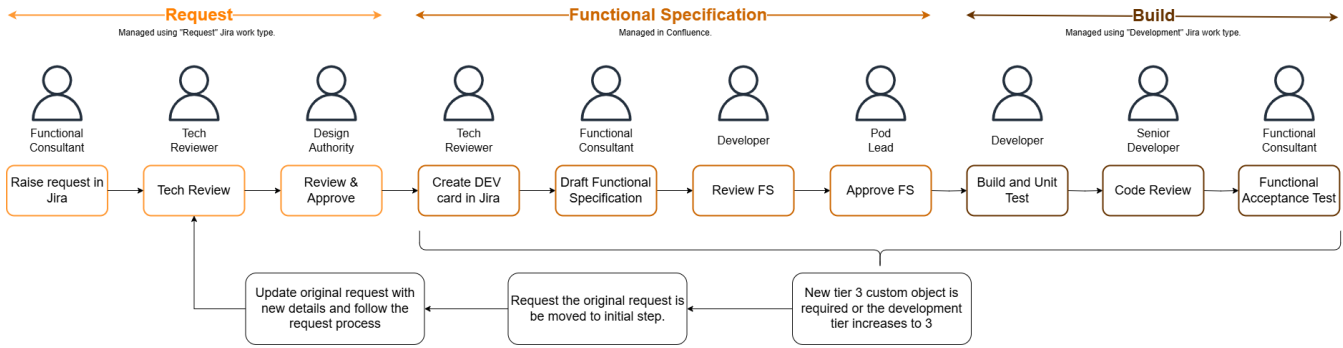 Request
Managed using "Request" Jira work type.
Functional Specification
Managed in Confluence.
Build
Managed using "Development" Jira work type.
Functional
Consultant
Tech
Reviewer
Design
Authority
Tech
Reviewer
Functional
Consultant
Developer
Pod
Lead
Developer
Senior
Developer
Functional
Consultant
Raise request in
Jira
Tech Review
Review &
Approve
Create DEV
card in Jira
Draft Functional
Specification
Review FS
Approve FS
Build and Unit
Test
Code Review
Functional
Acceptance Test
Update original request with
new details and follow the
request process
Request the original request is
be moved to initial step.
New tier 3 custom object is
required or the development
tier increases to 3